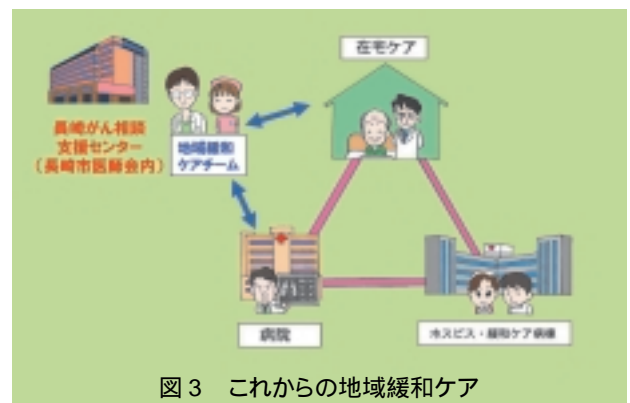 在宅ケア
長崎がん相談
支援センター
（長崎市医師会内）
地域緩和
ケアチーム
病院
ホスピス・緩和ケア病棟
図３　これからの地域緩和ケア